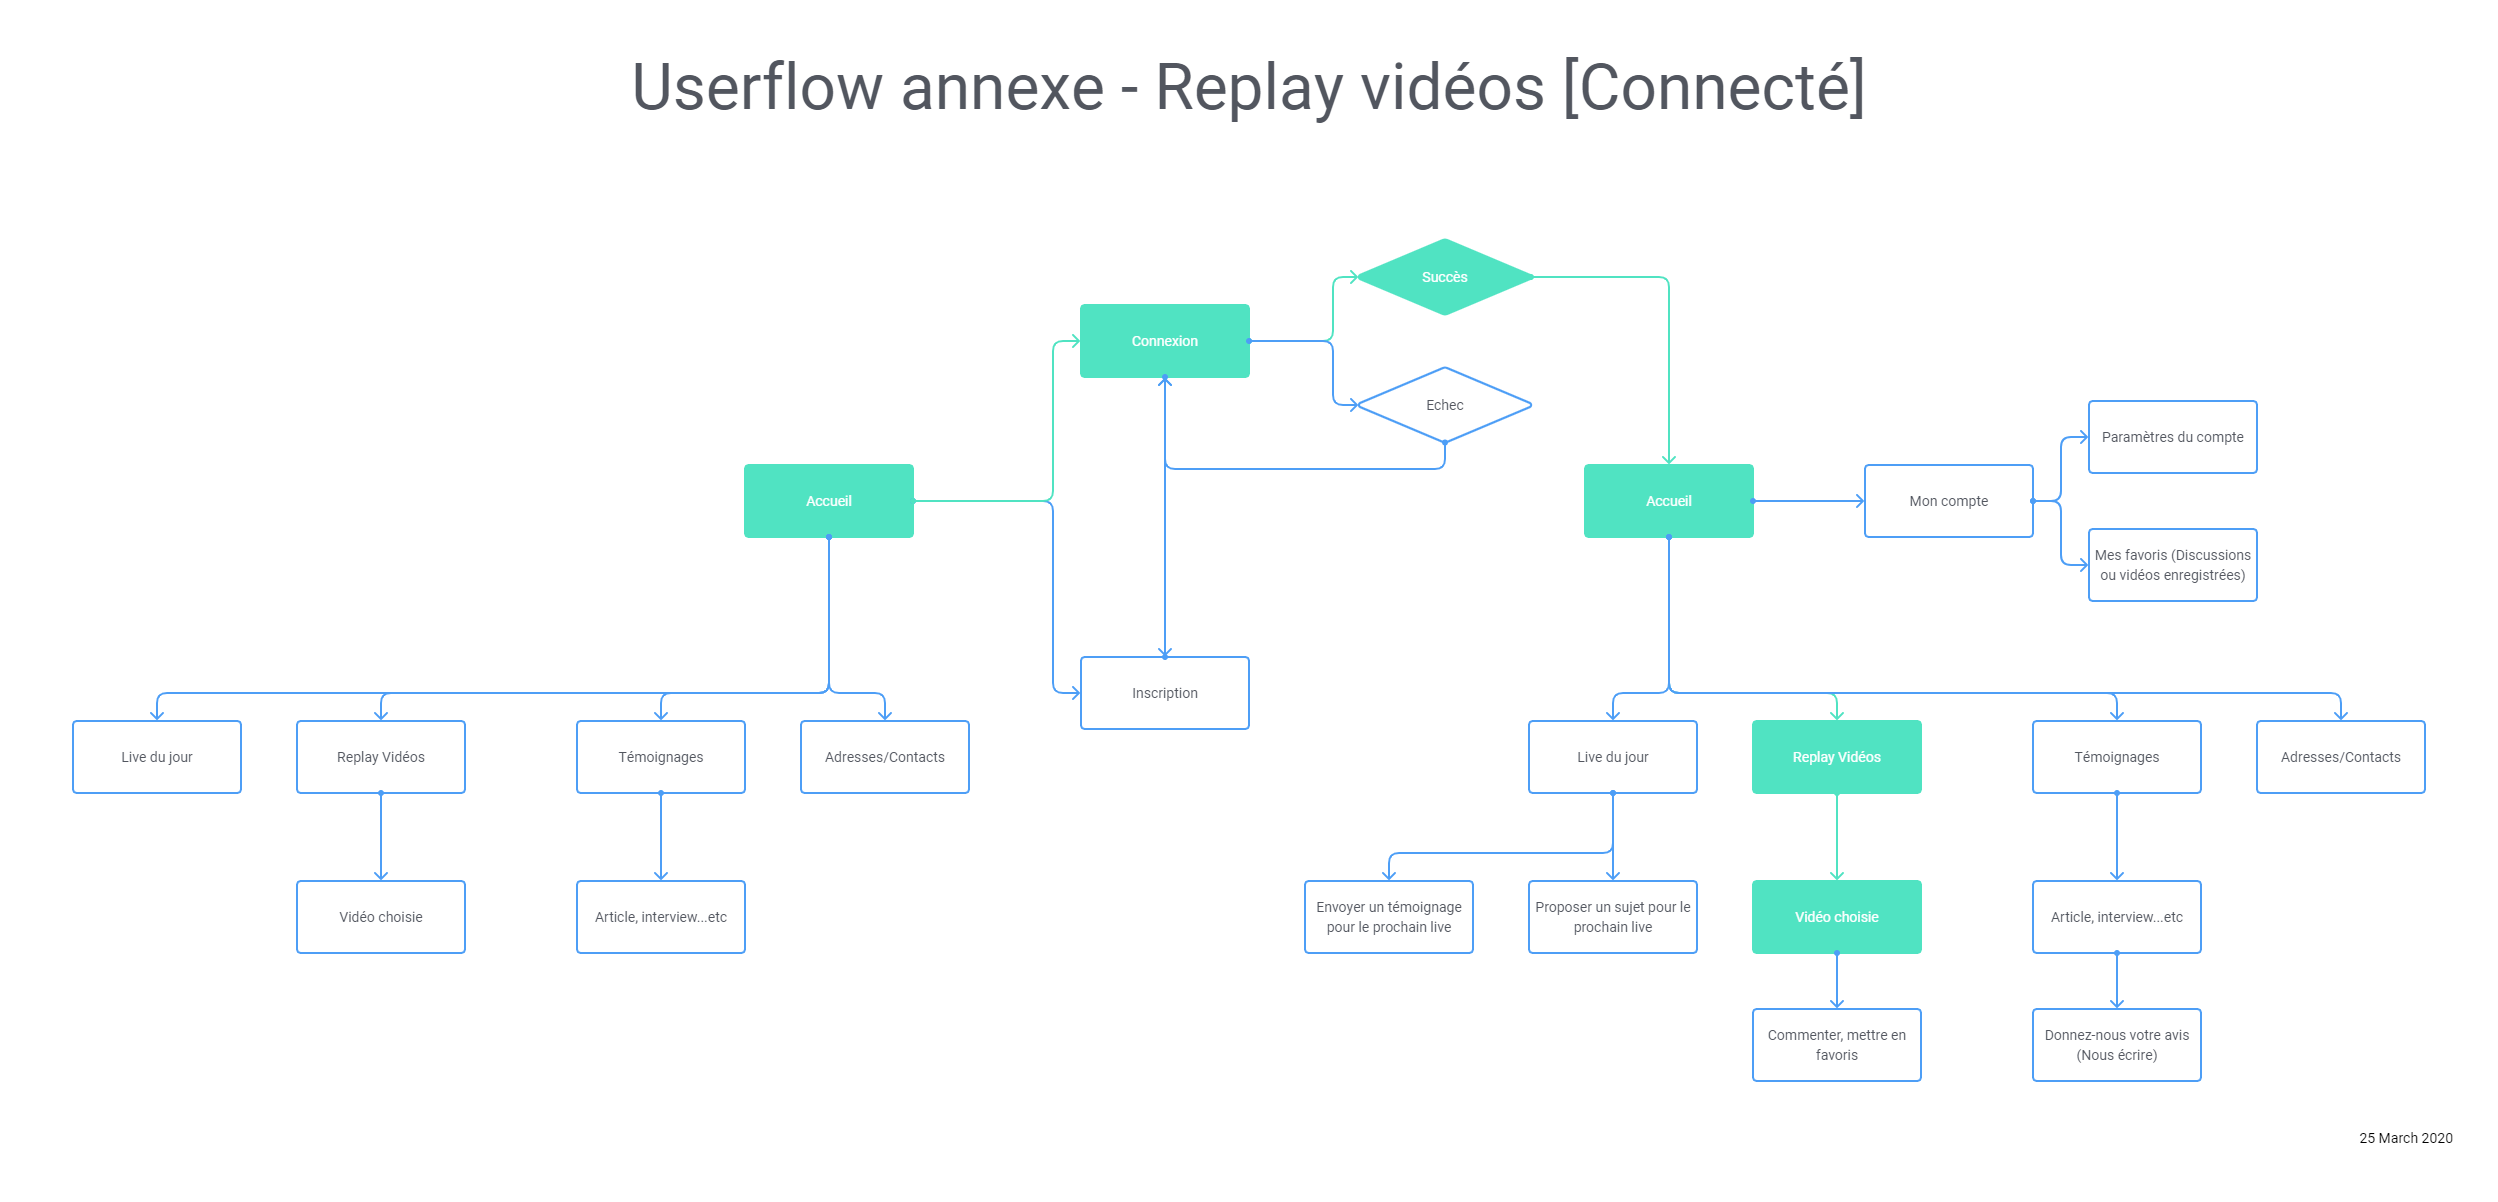 Userflow annexe - Replay vidéos [Connecté]
Succès
Connexion
Echec
Accueil
Accueil
Mon compte
Paramètres du compte
Mes favoris (Discussions
ou vidéos enregistrées)
Inscription
Live du jour
Replay Vidéos
Témoignages
Adresses/Contacts
Vidéo choisie
Article, interview...etc
Live du jour
Replay Vidéos
Témoignages
Adresses/Contacts
Envoyer un témoignage
pour le prochain live
Proposer un sujet pour le
prochain live
Vidéo choisie
Article, interview...etc
Commenter, mettre en
favoris
Donnez-nous votre avis
(Nous écrire)
25 March 2020